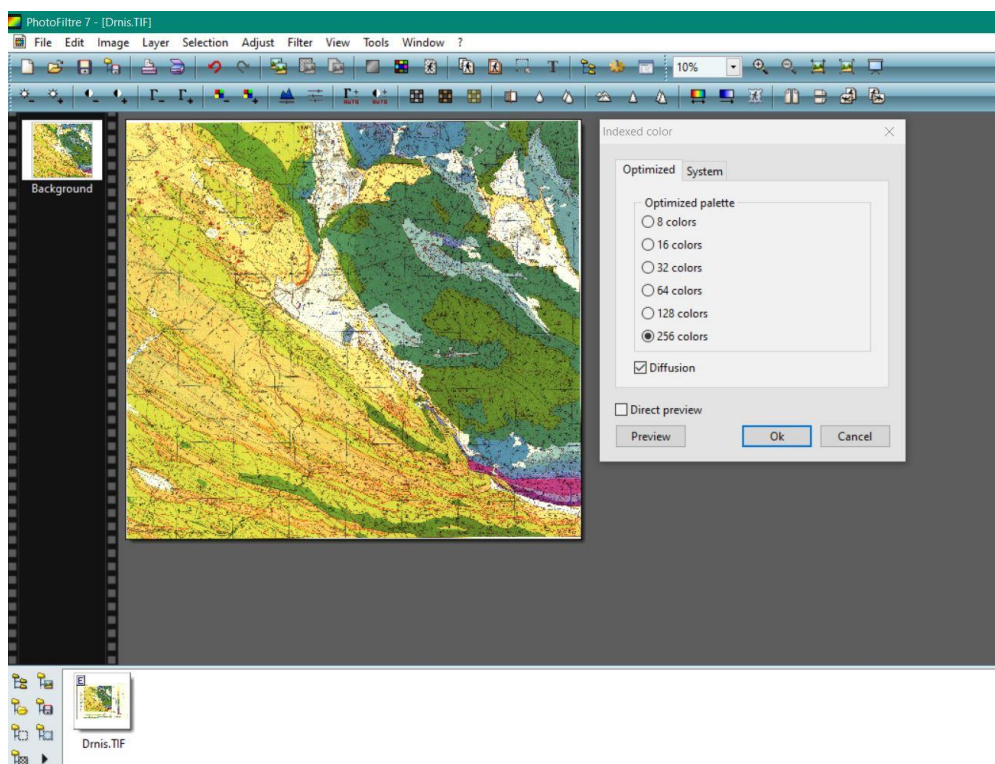 PhotoFiltre 7 - [Drnis.TIF]
File Edit Image Layer Selection Adjust Filter View Tools Window ?
T 10%
AUTO AUTO
Background
Indexed color
Optimized System
Optimized palette
8 colors
16 colors
32 colors
64 colors
128 colors
256 colors
Diffusion
Direct preview
Preview Ok Cancel
E
Drnis.TIF